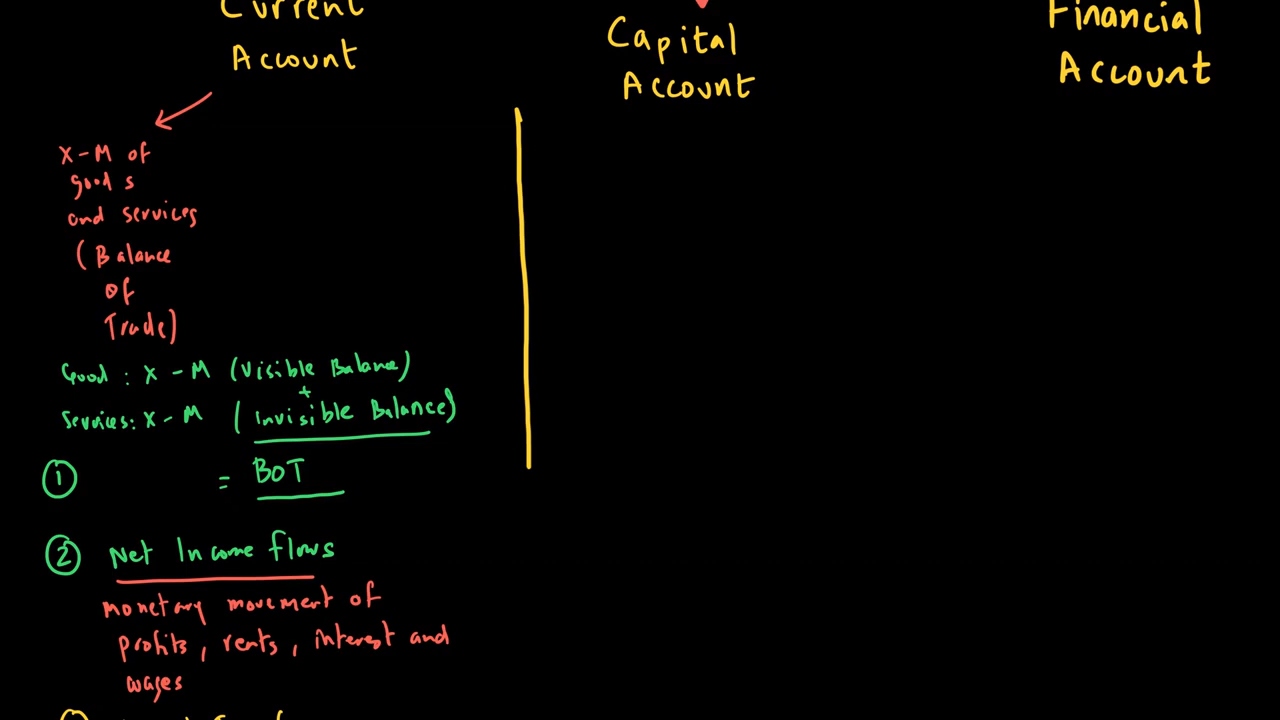 Current
Account
Capital
Account
Financial
Account
X - M of
goods
and services
(Balance
of
Trade)
Good : X - M (Visible Balance)
+
Services: X - M (Invisible Balance)
① = BOT
② Net Income flows
monetary movement of
profits, rents, interest and
wages